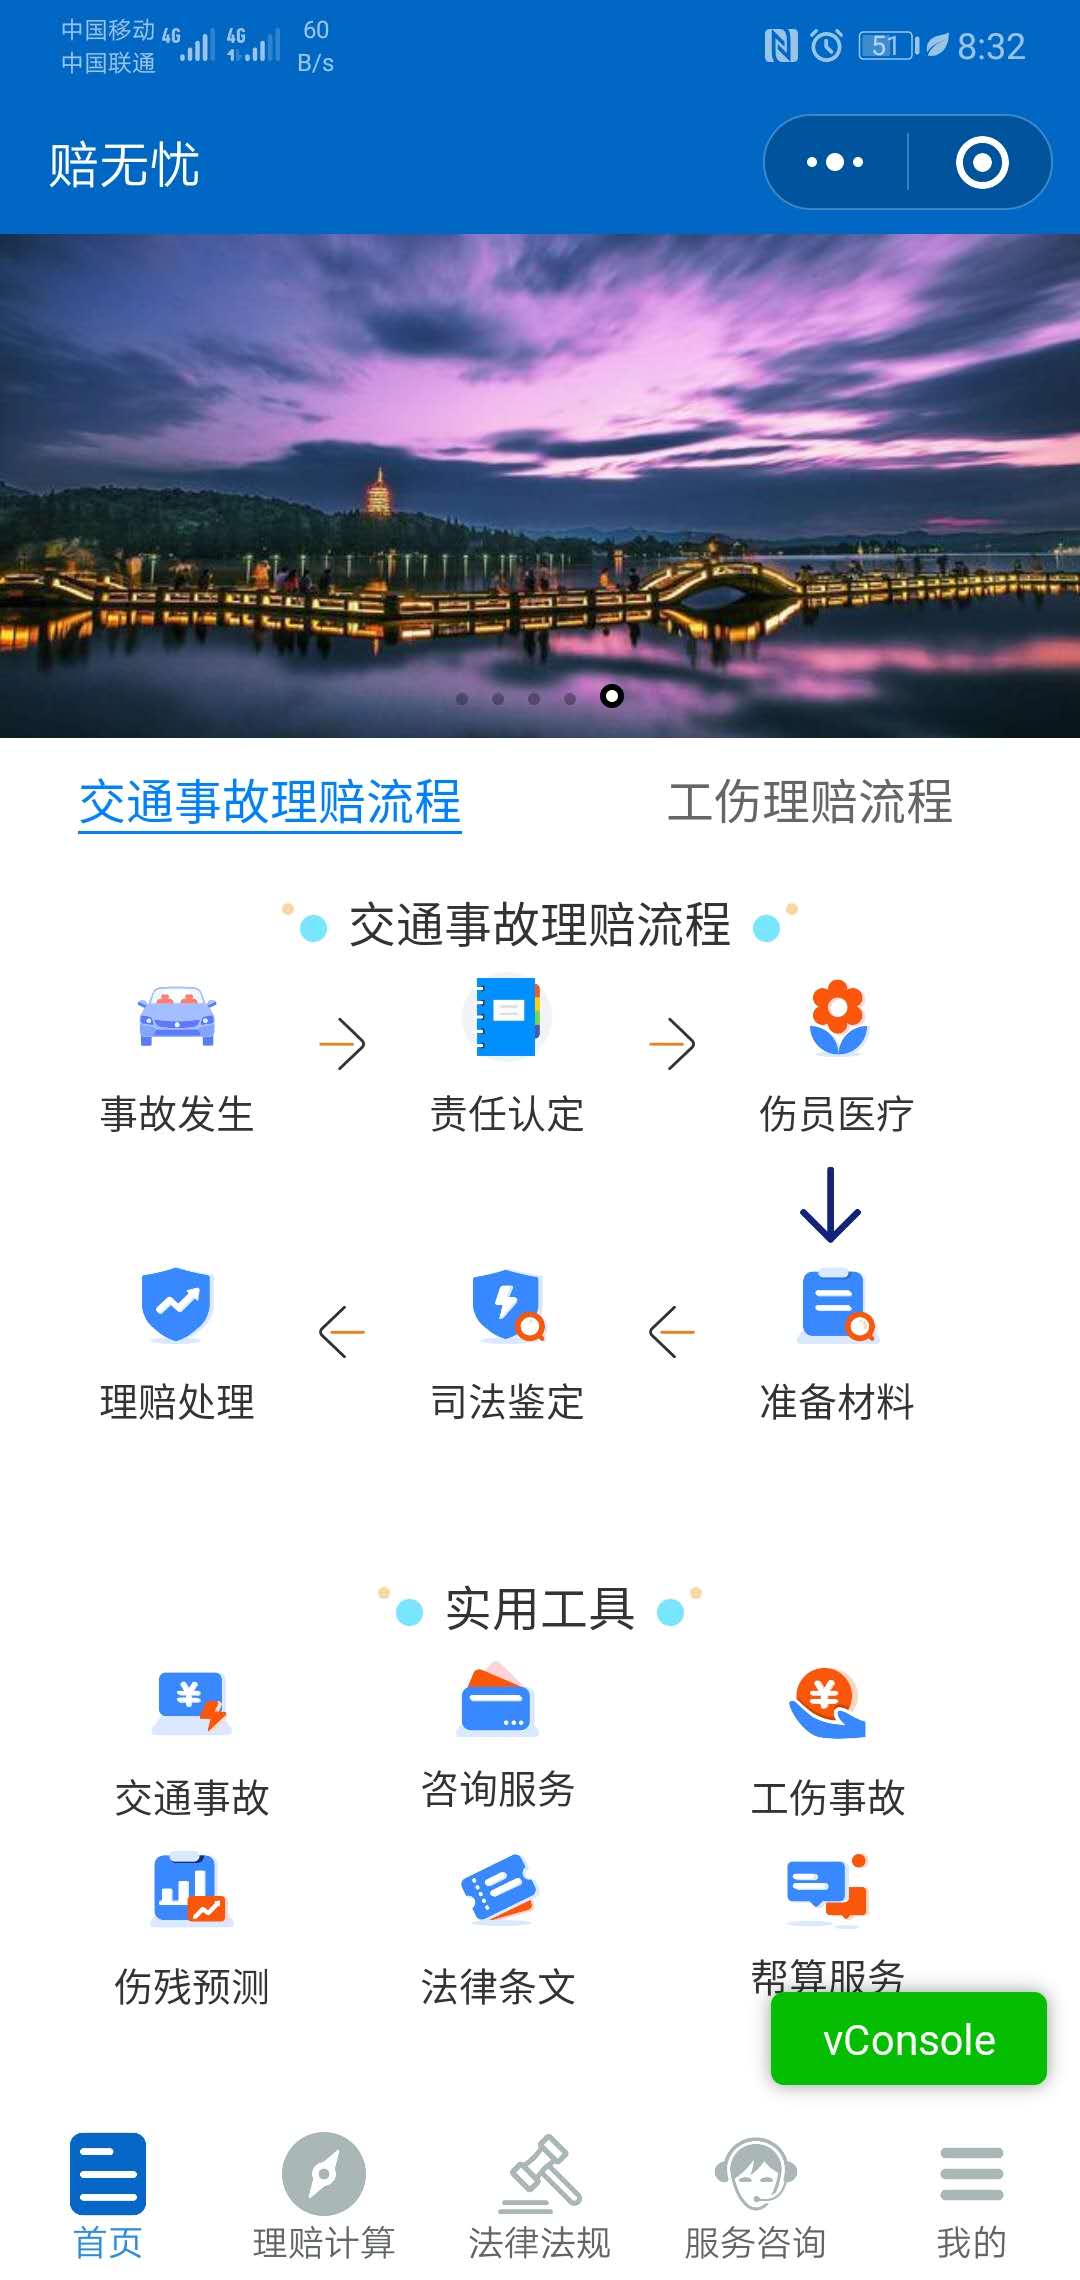 中国移动 4G 4G 60
中国联通 B/s
51 8:32
赔无忧
交通事故理赔流程 工伤理赔流程
交通事故理赔流程
事故发生 责任认定 伤员医疗
理赔处理 司法鉴定 准备材料
实用工具
交通事故 咨询服务 工伤事故
伤残预测 法律条文 帮算服务
vConsole
首页 理赔计算 法律法规 服务咨询 我的